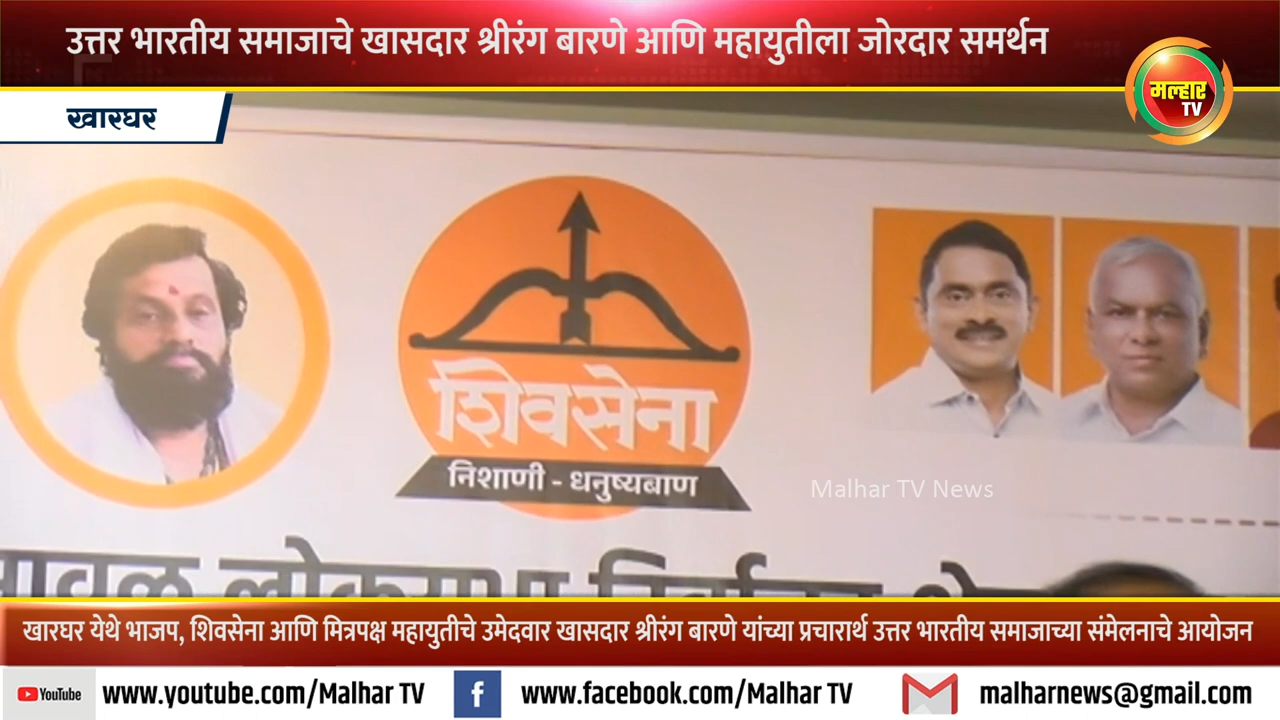 उत्तर भारतीय समाजाचे खासदार श्रीरंग बारणे आणि महायुतीला जोरदार समर्थन
मल्हार
TV
खारघर
शिवसेना
निशाणी - धनुष्यबाण
Malhar TV News
लोकसभा
खारघर येथे भाजप, शिवसेना आणि मित्रपक्ष महायुतीचे उमेदवार खासदार श्रीरंग बारणे यांच्या प्रचारार्थ उत्तर भारतीय समाजाच्या संमेलनाचे आयोजन
YouTube www.youtube.com/Malhar TV f www.facebook.com/Malhar TV malharnews@gmail.com